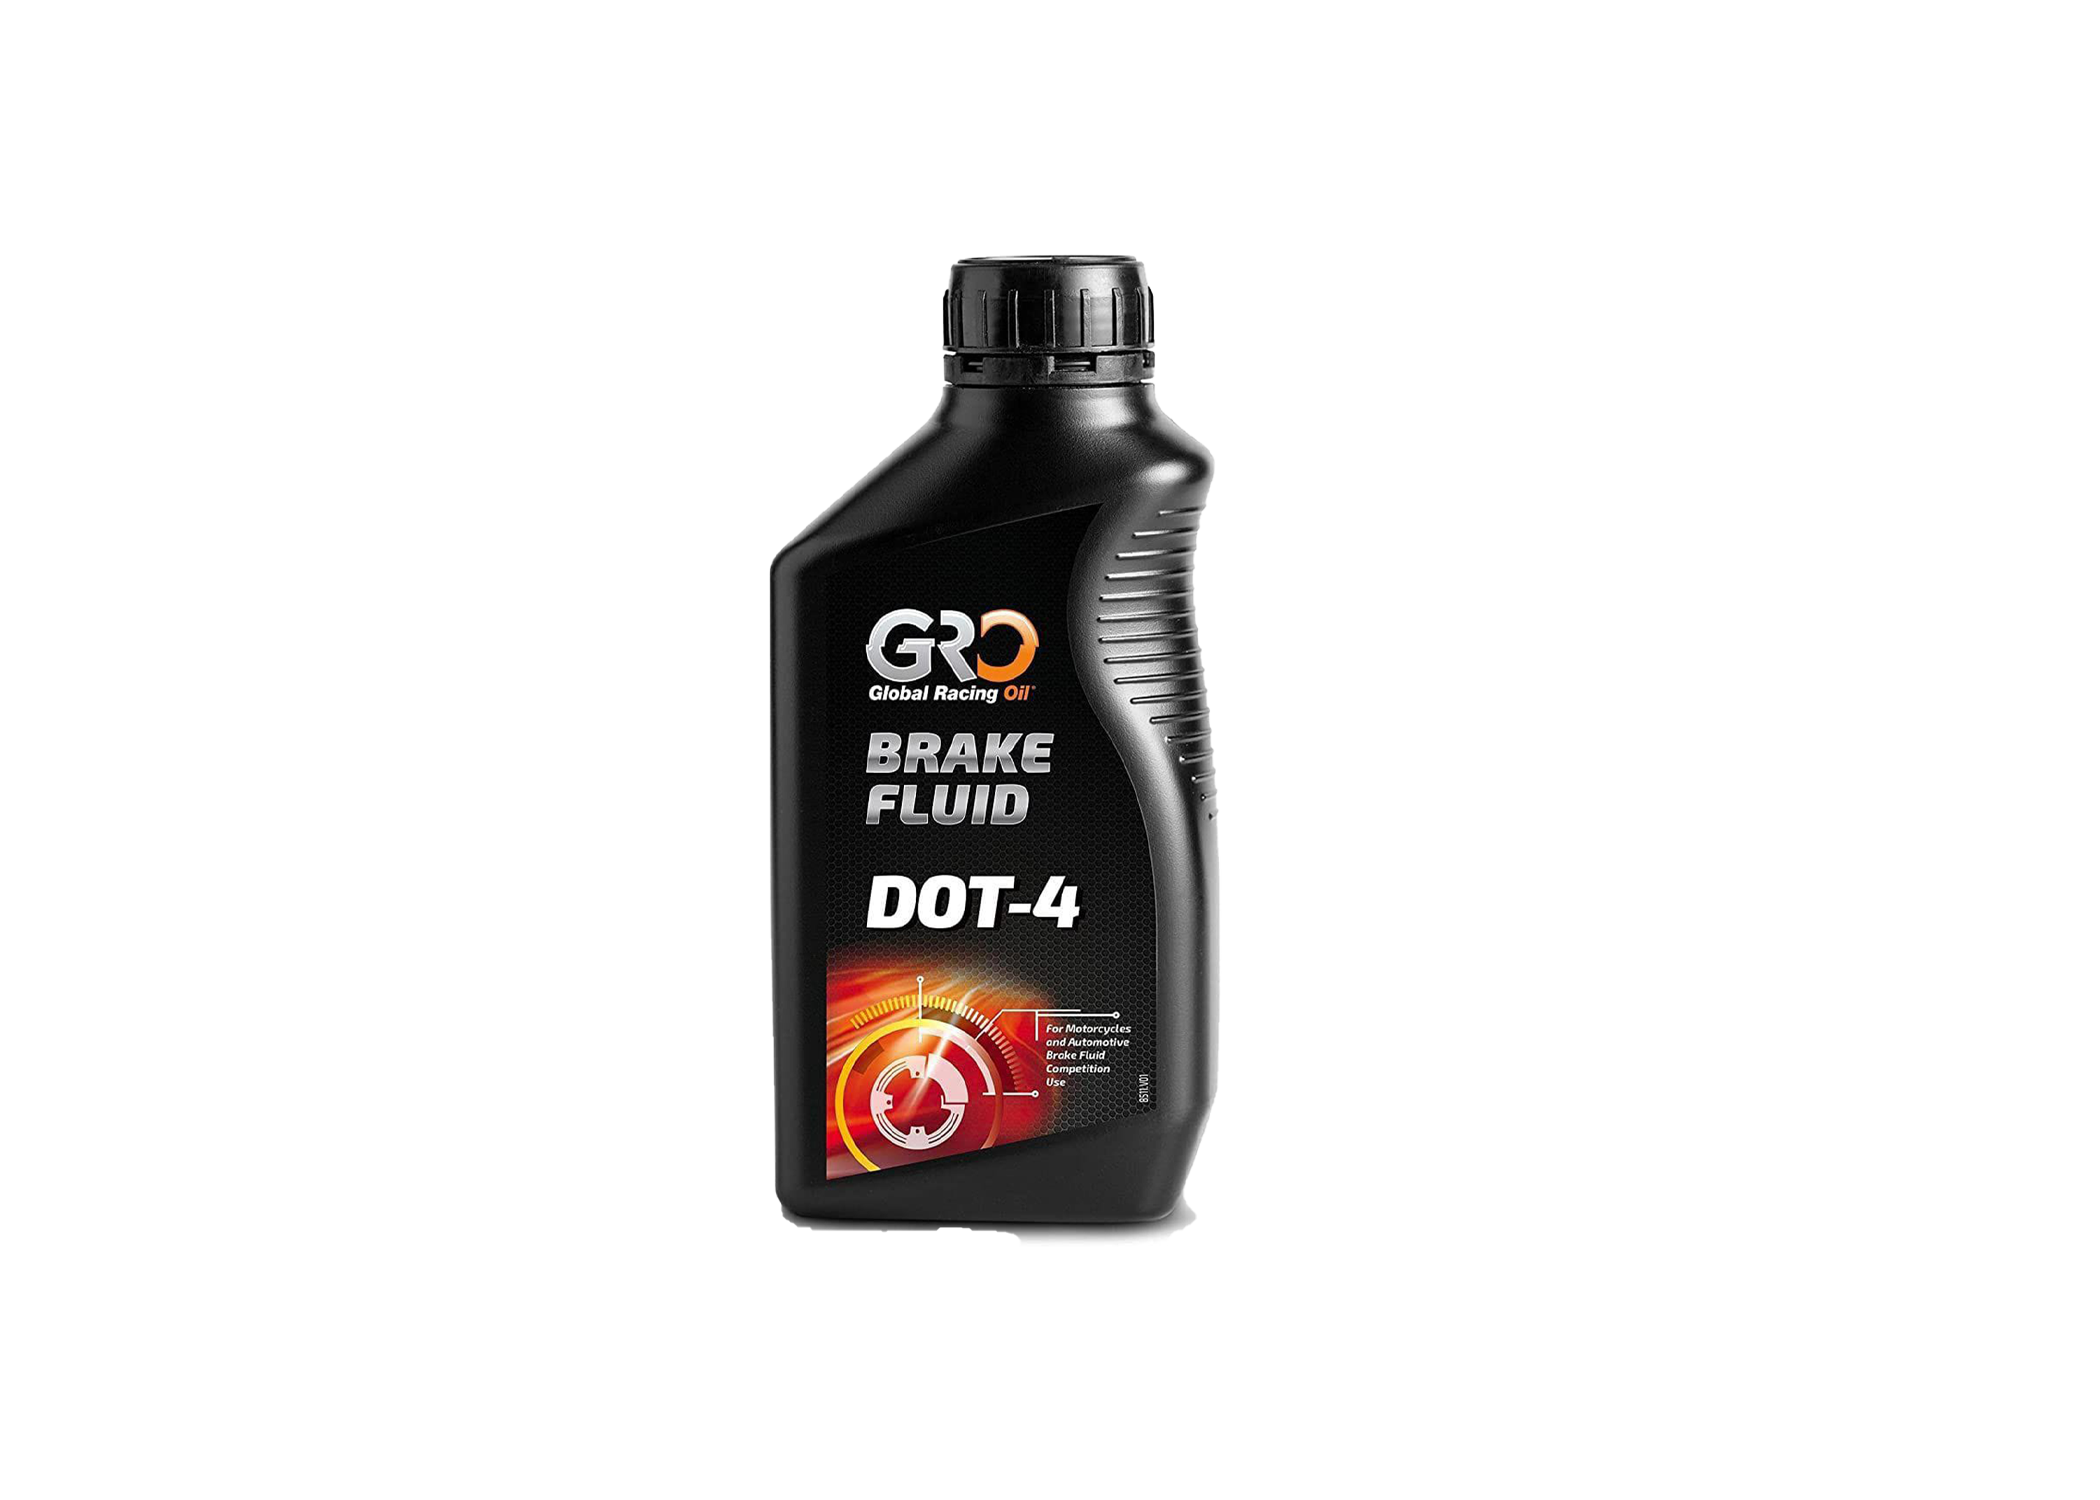 GRO
Global Racing Oil®
BRAKE
FLUID
DOT-4
For Motorcycles
and Automotive
Brake Fluid
Competition
Use